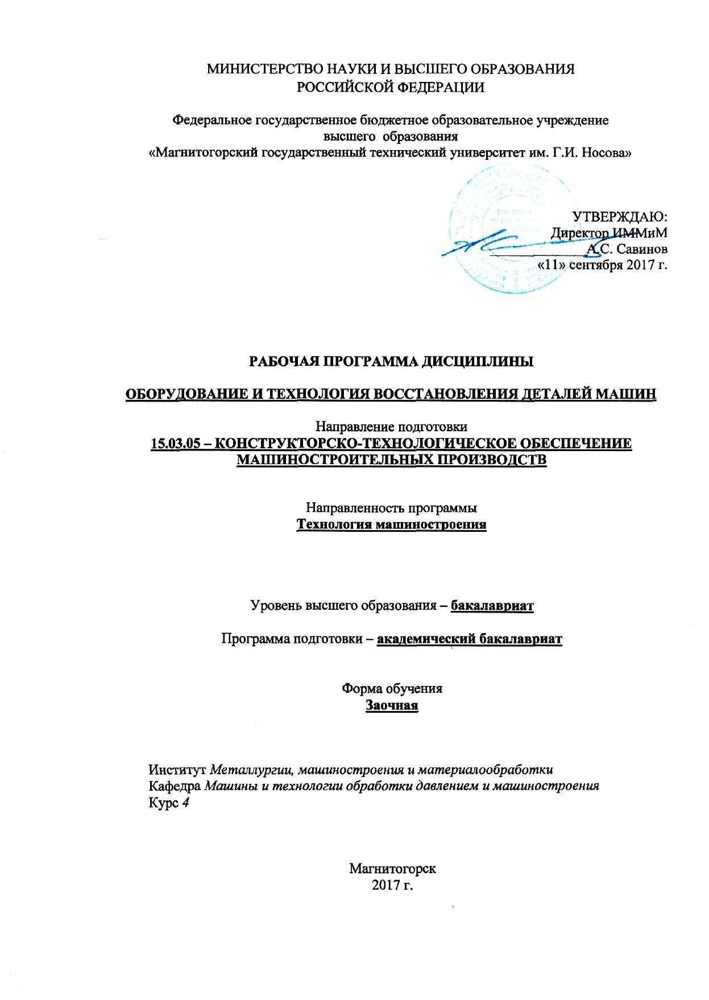 МИНИСТЕРСТВО НАУКИ И ВЫСШЕГО ОБРАЗОВАНИЯ
РОССИЙСКОЙ ФЕДЕРАЦИИ
Федеральное государственное бюджетное образовательное учреждение
высшего образования
«Магнитогорский государственный технический университет им. Г.И. Носова»
УТВЕРЖДАЮ:
Директор ИММиМ
А.С. Савинов
«11» сентября 2017 г.
РАБОЧАЯ ПРОГРАММА ДИСЦИПЛИНЫ
ОБОРУДОВАНИЕ И ТЕХНОЛОГИЯ ВОССТАНОВЛЕНИЯ ДЕТАЛЕЙ МАШИН
Направление подготовки
15.03.05 – КОНСТРУКТОРСКО-ТЕХНОЛОГИЧЕСКОЕ ОБЕСПЕЧЕНИЕ
МАШИНОСТРОИТЕЛЬНЫХ ПРОИЗВОДСТВ
Направленность программы
Технология машиностроения
Уровень высшего образования – бакалавриат
Программа подготовки – академический бакалавриат
Форма обучения
Заочная
Институт Металлургии, машиностроения и материалообработки
Кафедра Машины и технологии обработки давлением и машиностроения
Курс 4
Магнитогорск
2017 г.